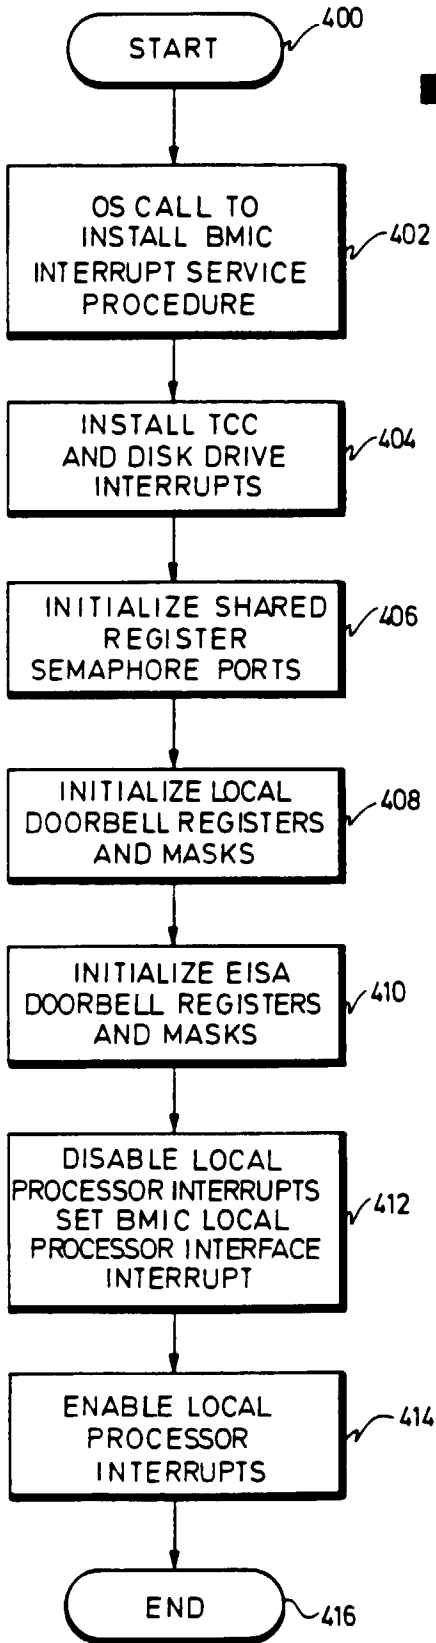 START
400
OS CALL TO
INSTALL BMIC
INTERRUPT SERVICE
PROCEDURE
402
INSTALL TCC
AND DISK DRIVE
INTERRUPTS
404
INITIALIZE SHARED
REGISTER
SEMAPHORE PORTS
406
INITIALIZE LOCAL
DOORBELL REGISTERS
AND MASKS
408
INITIALIZE EISA
DOORBELL REGISTERS
AND MASKS
410
DISABLE LOCAL
PROCESSOR INTERRUPTS
SET BMIC LOCAL
PROCESSOR INTERFACE
INTERRUPT
412
ENABLE LOCAL
PROCESSOR
INTERRUPTS
414
END
416